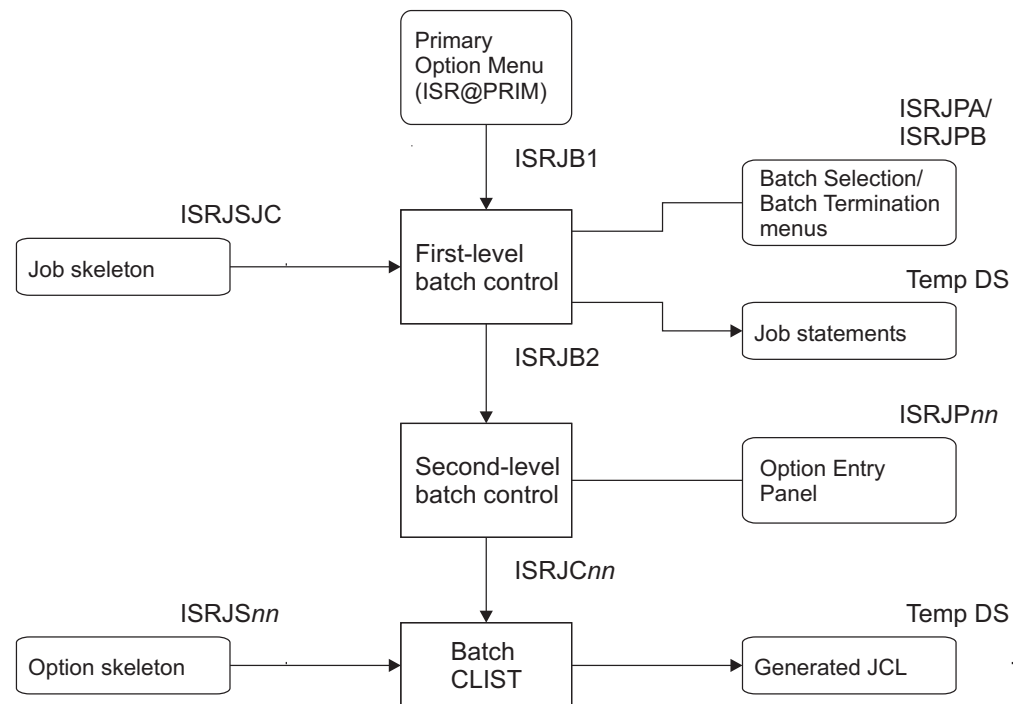 Primary
Option Menu
(ISR@PRIM)
ISRJB1
ISRJPA/
ISRJPB
Batch Selection/
Batch Termination
menus
ISRJSJC
Job skeleton
First-level
batch control
Temp DS
Job statements
ISRJB2
ISRJPnn
Second-level
batch control
Option Entry
Panel
ISRJCnn
ISRJSnn
Option skeleton
Batch
CLIST
Temp DS
Generated JCL